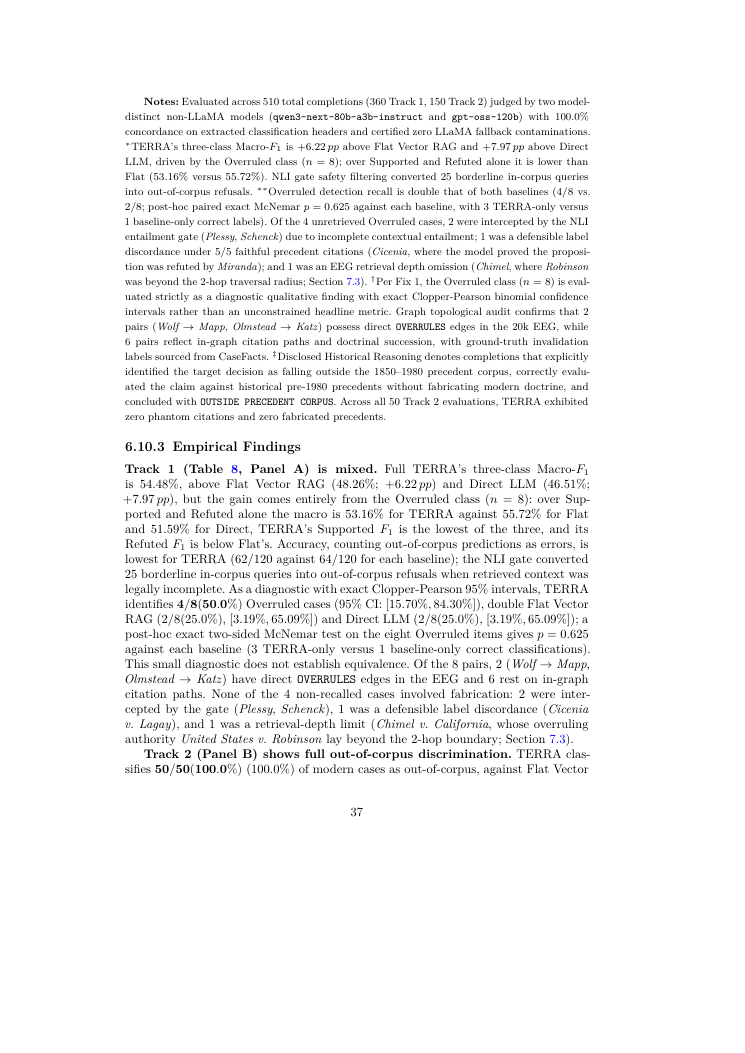 Notes: Evaluated across 510 total completions (360 Track 1, 150 Track 2) judged by two model-
distinct non-LLaMA models (qwen3-next-80b-a3b-instruct and gpt-oss-120b) with 100.0%
concordance on extracted classification headers and certified zero LLaMA fallback contaminations.
*TERRA's three-class Macro-F1 is +6.22 pp above Flat Vector RAG and +7.97 pp above Direct
LLM, driven by the Overruled class (n = 8); over Supported and Refuted alone it is lower than
Flat (53.16% versus 55.72%). NLI gate safety filtering converted 25 borderline in-corpus queries
into out-of-corpus refusals. **Overruled detection recall is double that of both baselines (4/8 vs.
2/8; post-hoc paired exact McNemar p = 0.625 against each baseline, with 3 TERRA-only versus
1 baseline-only correct labels). Of the 4 unretrieved Overruled cases, 2 were intercepted by the NLI
entailment gate (Plessy, Schenck) due to incomplete contextual entailment; 1 was a defensible label
discordance under 5/5 faithful precedent citations (Cicenia, where the model proved the proposi-
tion was refuted by Miranda); and 1 was an EEG retrieval depth omission (Chimel, where Robinson
was beyond the 2-hop traversal radius; Section 7.3). †Per Fix 1, the Overruled class (n = 8) is eval-
uated strictly as a diagnostic qualitative finding with exact Clopper-Pearson binomial confidence
intervals rather than an unconstrained headline metric. Graph topological audit confirms that 2
pairs (Wolf → Mapp, Olmstead → Katz) possess direct OVERRULES edges in the 20k EEG, while
6 pairs reflect in-graph citation paths and doctrinal succession, with ground-truth invalidation
labels sourced from CaseFacts. ‡Disclosed Historical Reasoning denotes completions that explicitly
identified the target decision as falling outside the 1850–1980 precedent corpus, correctly evalu-
ated the claim against historical pre-1980 precedents without fabricating modern doctrine, and
concluded with OUTSIDE PRECEDENT CORPUS. Across all 50 Track 2 evaluations, TERRA exhibited
zero phantom citations and zero fabricated precedents.
6.10.3 Empirical Findings
Track 1 (Table 8, Panel A) is mixed. Full TERRA's three-class Macro-F1
is 54.48%, above Flat Vector RAG (48.26%; +6.22 pp) and Direct LLM (46.51%;
+7.97 pp), but the gain comes entirely from the Overruled class (n = 8): over Sup-
ported and Refuted alone the macro is 53.16% for TERRA against 55.72% for Flat
and 51.59% for Direct, TERRA's Supported F1 is the lowest of the three, and its
Refuted F1 is below Flat's. Accuracy, counting out-of-corpus predictions as errors, is
lowest for TERRA (62/120 against 64/120 for each baseline); the NLI gate converted
25 borderline in-corpus queries into out-of-corpus refusals when retrieved context was
legally incomplete. As a diagnostic with exact Clopper-Pearson 95% intervals, TERRA
identifies 4/8(50.0%) Overruled cases (95% CI: [15.70%, 84.30%]), double Flat Vector
RAG (2/8(25.0%), [3.19%, 65.09%]) and Direct LLM (2/8(25.0%), [3.19%, 65.09%]); a
post-hoc exact two-sided McNemar test on the eight Overruled items gives p = 0.625
against each baseline (3 TERRA-only versus 1 baseline-only correct classifications).
This small diagnostic does not establish equivalence. Of the 8 pairs, 2 (Wolf → Mapp,
Olmstead → Katz) have direct OVERRULES edges in the EEG and 6 rest on in-graph
citation paths. None of the 4 non-recalled cases involved fabrication: 2 were inter-
cepted by the gate (Plessy, Schenck), 1 was a defensible label discordance (Cicenia
v. Lagay), and 1 was a retrieval-depth limit (Chimel v. California, whose overruling
authority United States v. Robinson lay beyond the 2-hop boundary; Section 7.3).
Track 2 (Panel B) shows full out-of-corpus discrimination. TERRA clas-
sifies 50/50(100.0%) (100.0%) of modern cases as out-of-corpus, against Flat Vector
37